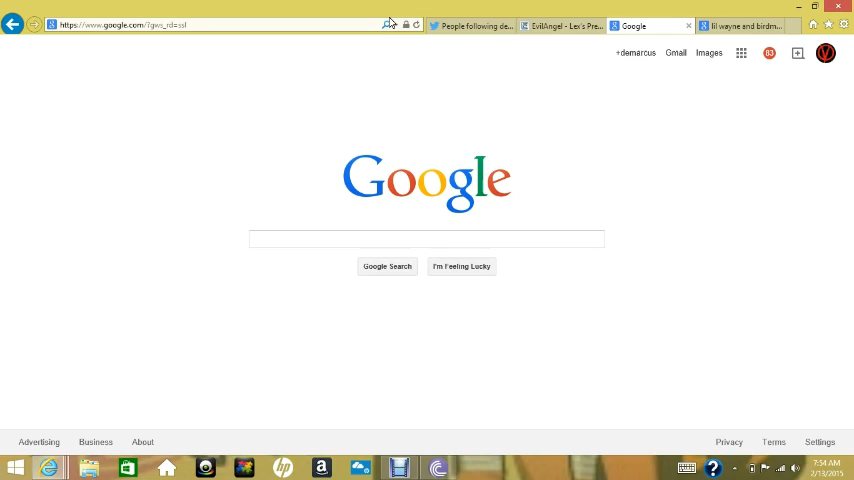 https://www.google.com/?gws_rd=ssl
People following de...
EvilAngel - Lex's Pre...
Google
lil wayne and birdm...
+demarcus
Gmail
Images
83
Google
Google Search
I'm Feeling Lucky
Advertising
Business
About
Privacy
Terms
Settings
hp
a
?
7:54 AM
2/13/2015